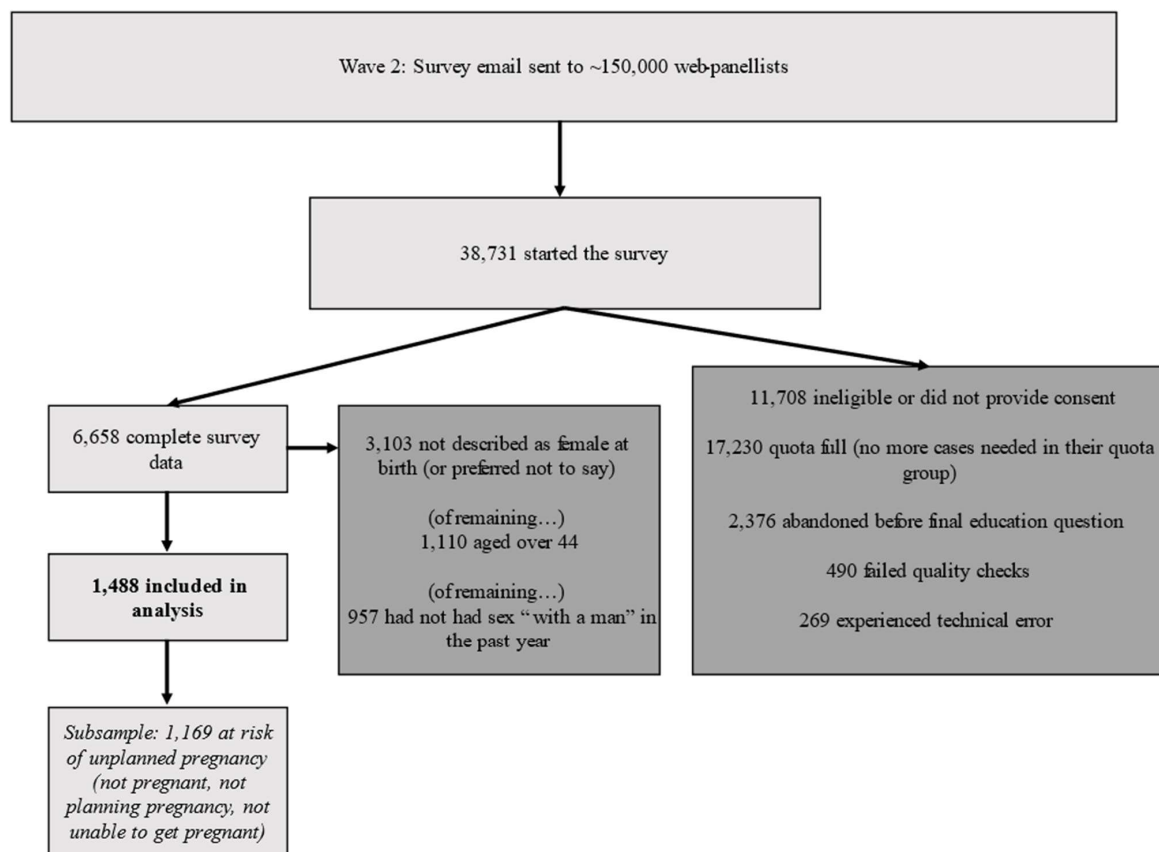 Wave 2: Survey email sent to ~150,000 web-panellists
38,731 started the survey
6,658 complete survey
data
3,103 not described as female at
birth (or preferred not to say)
(of remaining…)
1,110 aged over 44
(of remaining…)
957 had not had sex “with a man” in
the past year
11,708 ineligible or did not provide consent
17,230 quota full (no more cases needed in their quota
group)
2,376 abandoned before final education question
490 failed quality checks
269 experienced technical error
1,488 included in
analysis
Subsample: 1,169 at risk
of unplanned pregnancy
(not pregnant, not
planning pregnancy, not
unable to get pregnant)